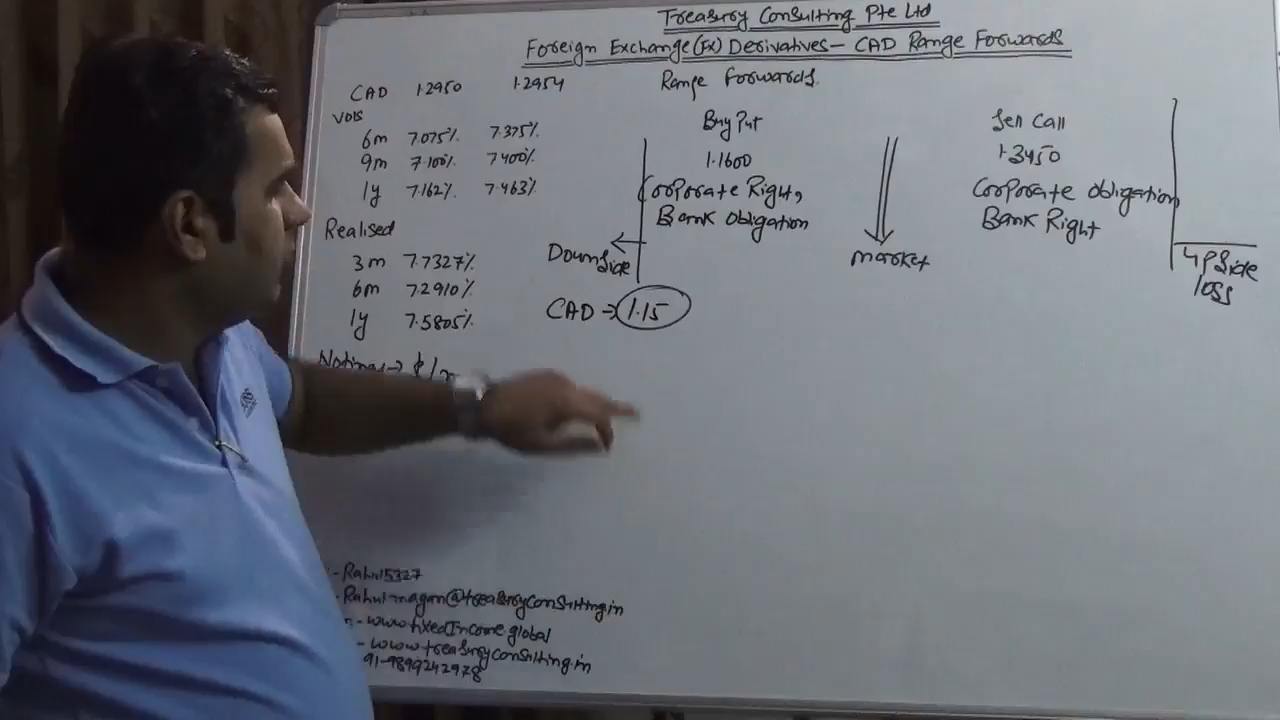 Treasury Consulting Pte Ltd
Foreign Exchange(Fx) Derivatives- CAD Range Forwards
CAD 1.2950 1.2954
Vols
6m 7.075% 7.375%
9m 7.100% 7.400%
1y 7.162% 7.463%
Realised
3m 7.7327%
6m 7.2910%
1y 7.5805%
Range Forwards
Buy Put
1.1600
Corporate Right,
Bank Obligation
Down Side
CAD → 1.15
market
Sell Call
1.3450
Corporate Obligation
Bank Right
Upside
loss
- Rahul5327
- Rahul.magan@treasuryconsulting.in
- www.fixedIncome.global
- www.treasuryconsulting.in
91-9899242978